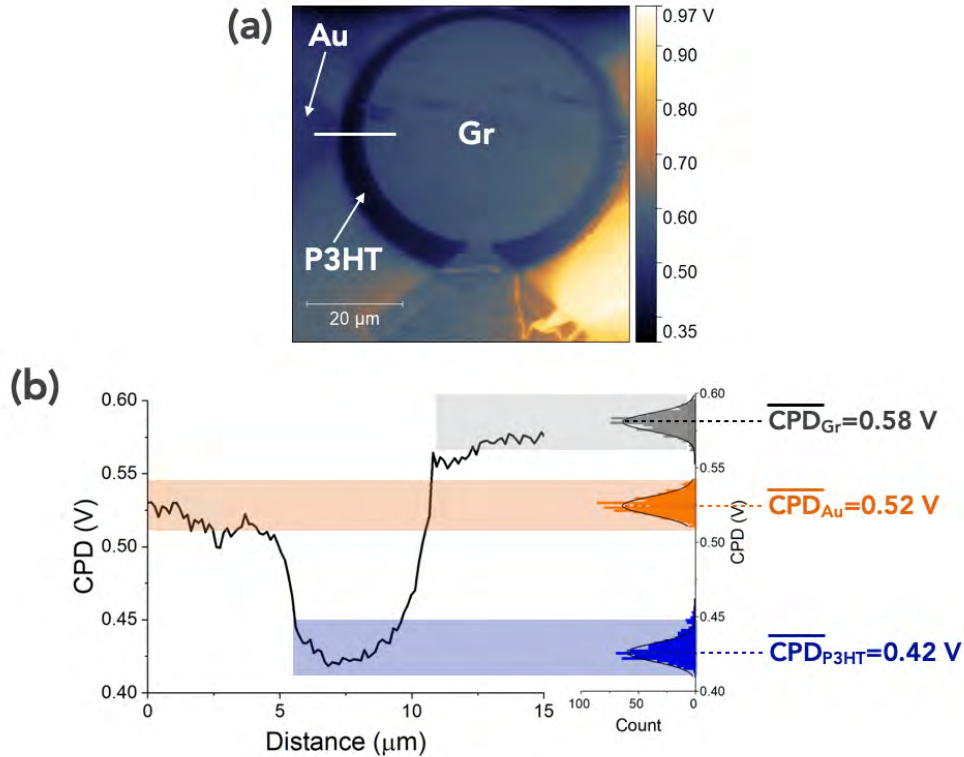 (a)
Au
Gr
P3HT
20 µm
0.97 V
0.90
0.80
0.70
0.60
0.50
0.35
(b)
CPD (V)
0.60
0.55
0.50
0.45
0.40
0
5
10
15
Distance (µm)
0.60
0.55
0.50
0.45
0.40
CPD (V)
100
50
0
Count
CPD_Gr=0.58 V
CPD_Au=0.52 V
CPD_P3HT=0.42 V